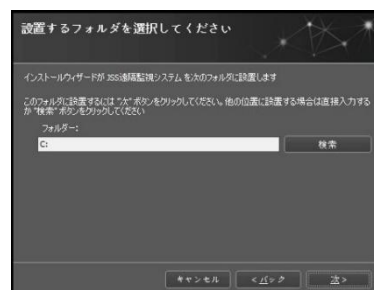 設置するフォルダを選択してください
インストールウィザードが JSS遠隔監視システム を次のフォルダに設置します
このフォルダに設置するには "次" ボタンをクリックしてください。他の位置に設置する場合は直接入力する
か "検索" ボタンをクリックしてください
フォルダー:
C:
検索
キャンセル
< バック
次 >